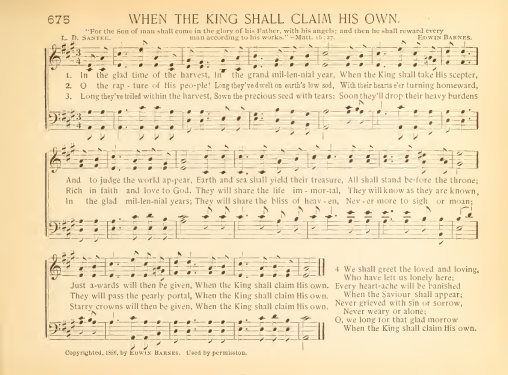 675 WHEN THE KING SHALL CLAIM HIS OWN.
"For the Son of man shall come in the glory of his Father, with his angels; and then he shall reward every
L. D. SANTEE. man according to his works."—Matt. 16:27. EDWIN BARNES.
1. In the glad time of the harvest, In the grand mil-len-nial year, When the King shall take His scepter,
2. O the rap-ture of His peo-ple! Long they've dwelt on earth's low sod, With their hearts e'er turning homeward,
3. Long they've toiled within the harvest, Sown the precious seed with tears; Soon they'll drop their heavy burdens
And to judge the world ap-pear, Earth and sea shall yield their treasure, All shall stand be-fore the throne;
Rich in faith and love to God. They will share the life im-mor-tal, They will know as they are known,
In the glad mil-len-nial years; They will share the bliss of heav-en, Nev-er more to sigh or moan;
Just a-wards will then be given, When the King shall claim His own.
They will pass the pearly portal, When the King shall claim His own.
Starry crowns will then be given, When the King shall claim His own.
4 We shall greet the loved and loving,
Who have left us lonely here;
Every heart-ache will be banished
When the Saviour shall appear;
Never grieved with sin or sorrow,
Never weary or alone;
O, we long for that glad morrow
When the King shall claim His own.
Copyrighted, 1886, by EDWIN BARNES. Used by permission.